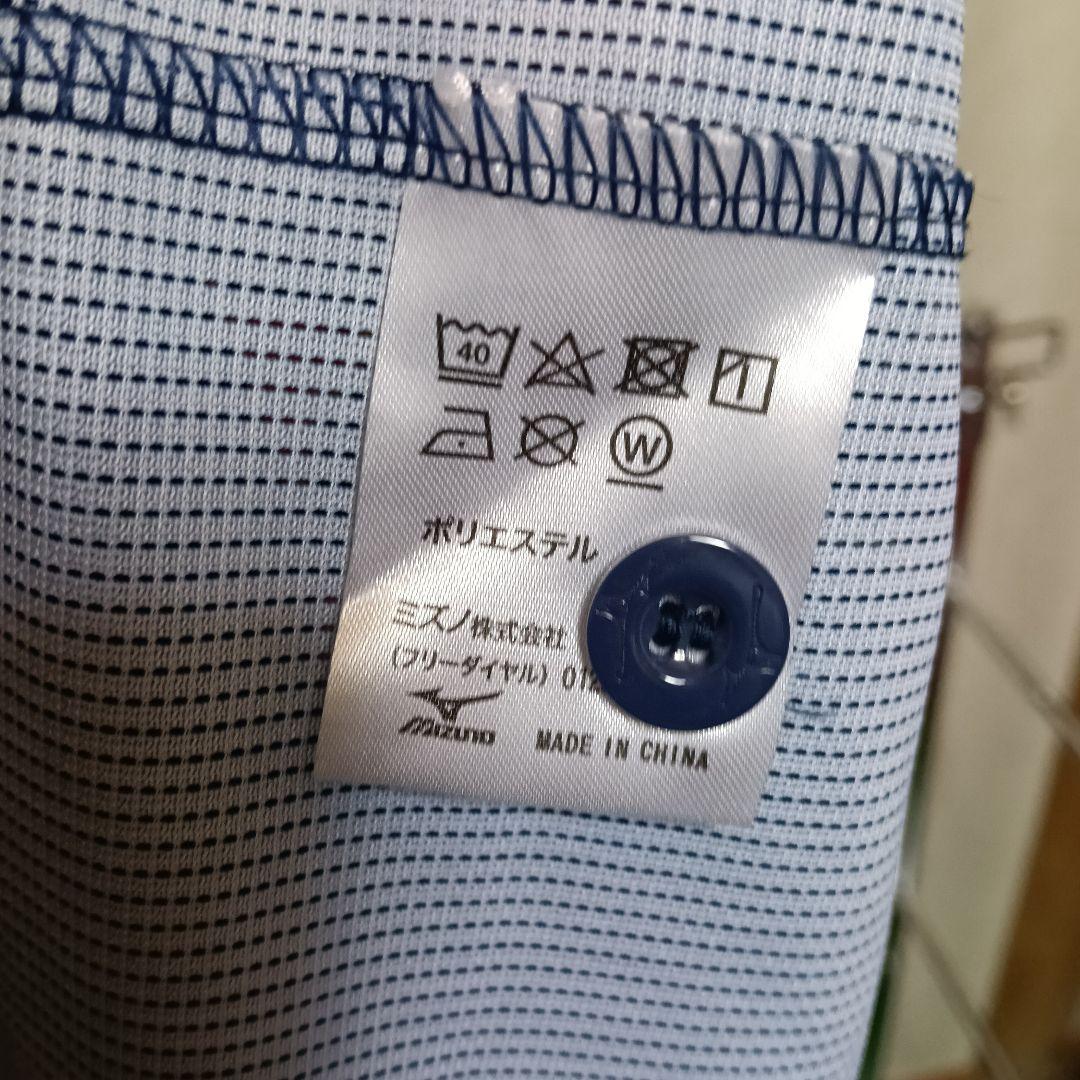 40
W
ポリエステル
ミズノ株式会社
(フリーダイヤル) 01
MIZUNO MADE IN CHINA